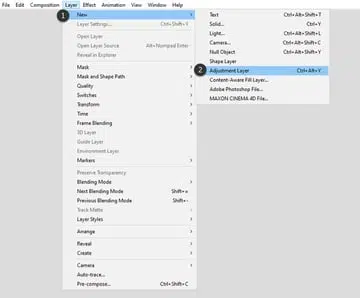 File Edit Composition Layer Effect Animation View Window Help
1 New
Layer Settings... Ctrl+Shift+Y
Open Layer
Open Layer Source Alt+Numpad Enter
Reveal in Explorer
Mask
Mask and Shape Path
Quality
Switches
Transform
Time
Frame Blending
3D Layer
Guide Layer
Environment Layer
Markers
Preserve Transparency
Blending Mode
Next Blending Mode Shift+=
Previous Blending Mode Shift+-
Track Matte
Layer Styles
Arrange
Reveal
Create
Camera
Auto-trace...
Pre-compose... Ctrl+Shift+C
Text Ctrl+Alt+Shift+T
Solid... Ctrl+Y
Light... Ctrl+Alt+Shift+L
Camera... Ctrl+Alt+Shift+C
Null Object Ctrl+Alt+Shift+Y
Shape Layer
2 Adjustment Layer Ctrl+Alt+Y
Content-Aware Fill Layer...
Adobe Photoshop File...
MAXON CINEMA 4D File...